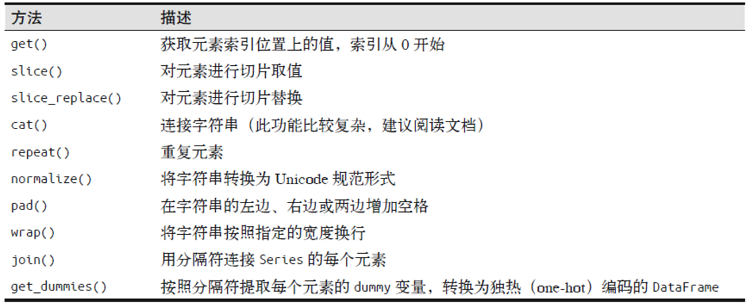 方法 描述
get() 获取元素索引位置上的值，索引从 0 开始
slice() 对元素进行切片取值
slice_replace() 对元素进行切片替换
cat() 连接字符串（此功能比较复杂，建议阅读文档）
repeat() 重复元素
normalize() 将字符串转换为 Unicode 规范形式
pad() 在字符串的左边、右边或两边增加空格
wrap() 将字符串按照指定的宽度换行
join() 用分隔符连接 Series 的每个元素
get_dummies() 按照分隔符提取每个元素的 dummy 变量，转换为独热（one-hot）编码的 DataFrame